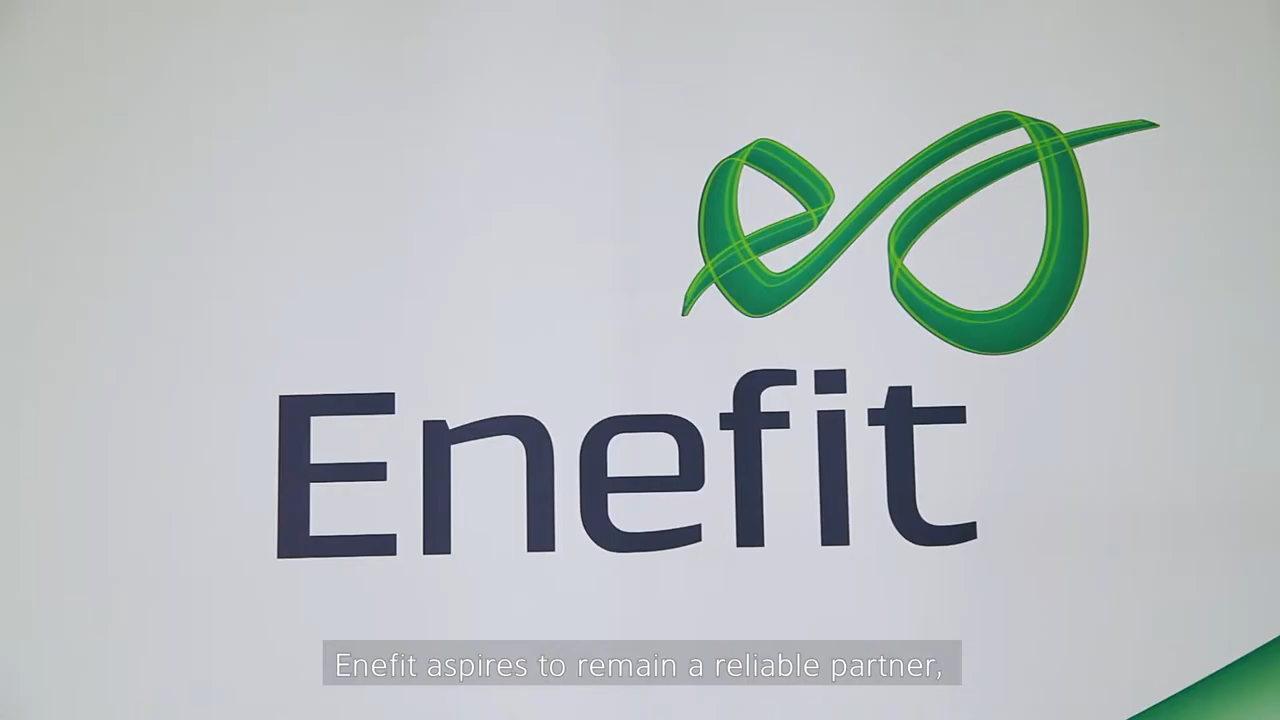 Enefit
Enefit aspires to remain a reliable partner,